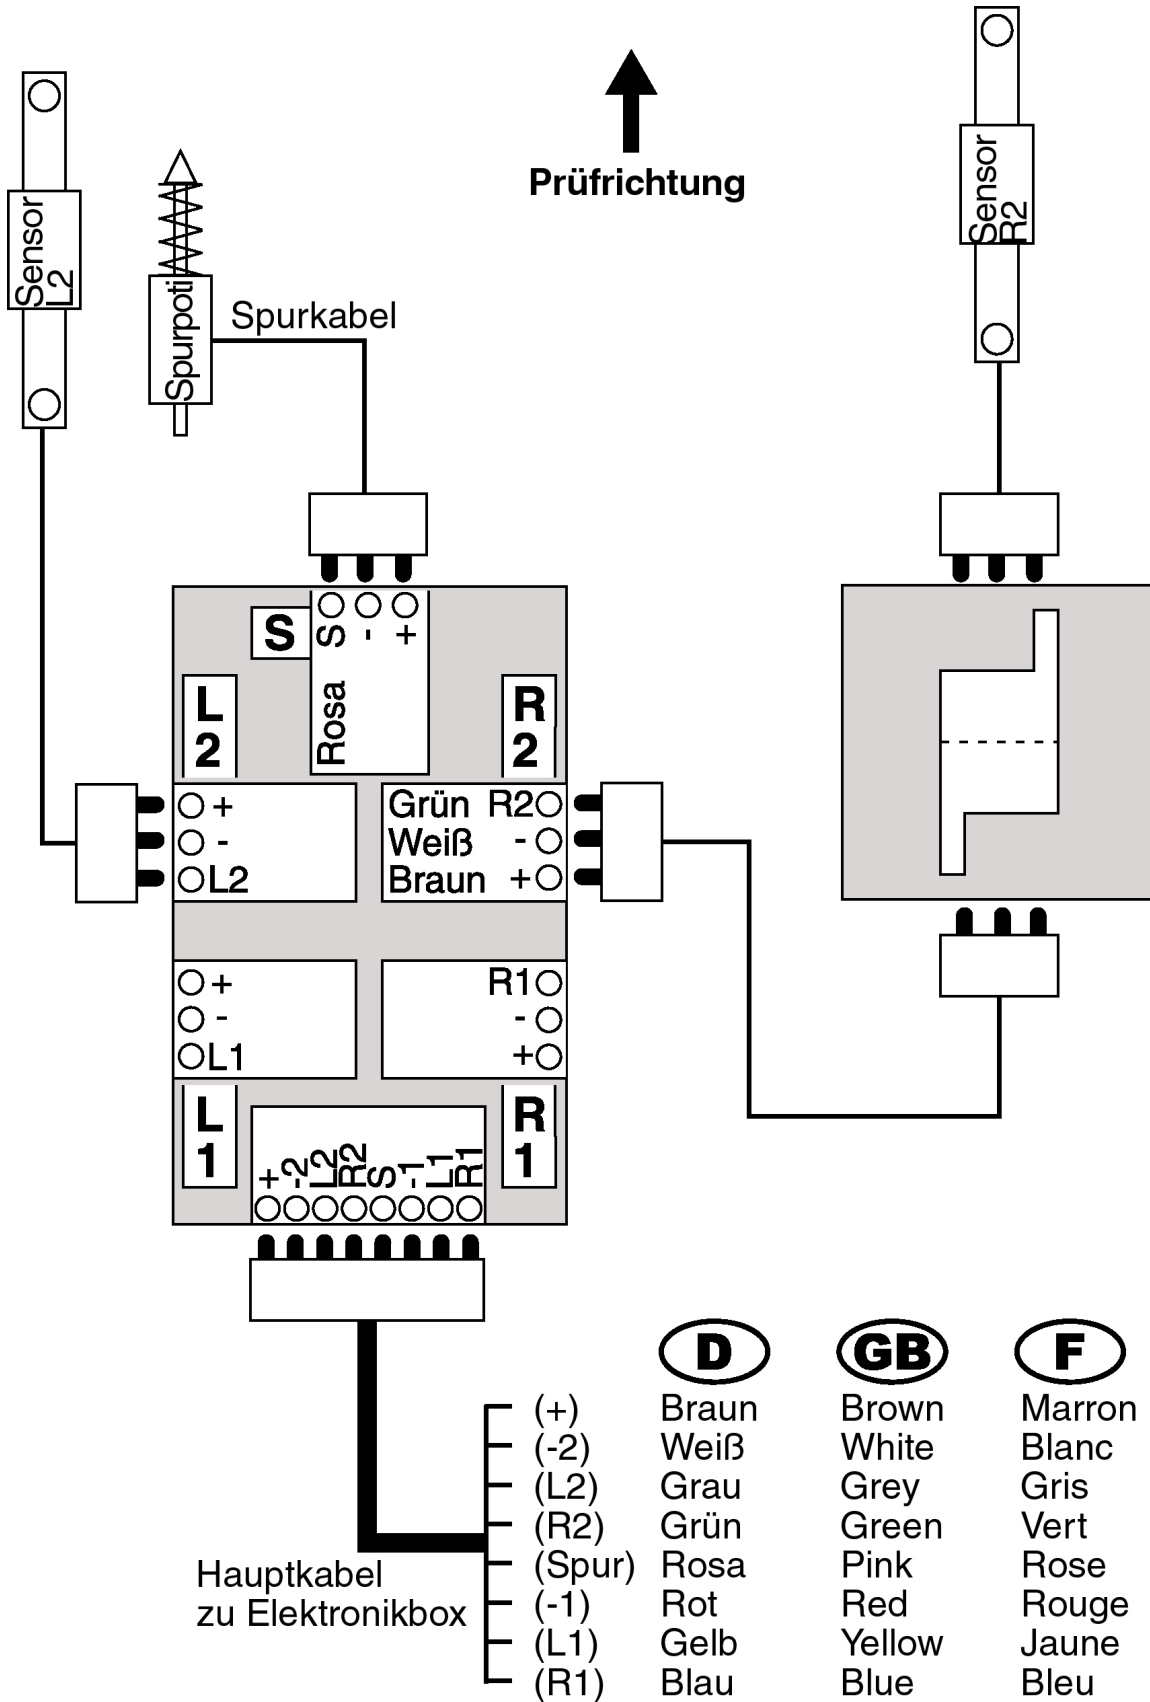 Prüfrichtung
Sensor
L2
Sensor
R2
Spurpoti
Spurkabel
S
S
-
+
Rosa
L
2
R
2
+
-
L2
Grün R2
Weiß -
Braun +
+
-
L1
R1
-
+
L
1
R
1
+
-2
L2
R2
S
-1
L1
R1
D GB F
(+) Braun Brown Marron
(-2) Weiß White Blanc
(L2) Grau Grey Gris
(R2) Grün Green Vert
(Spur) Rosa Pink Rose
(-1) Rot Red Rouge
(L1) Gelb Yellow Jaune
(R1) Blau Blue Bleu
Hauptkabel
zu Elektronikbox